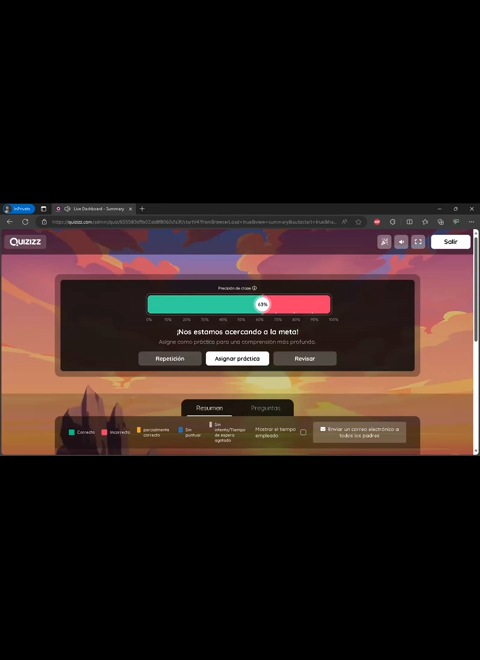 InPrivate
Live Dashboard - Summary
Quizizz
Salir
Precisión de clase
63%
0% 10% 20% 30% 40% 50% 60% 70% 80% 90% 100%
¡Nos estamos acercando a la meta!
Asigne como práctica para una comprensión más profunda.
Repetición
Asignar práctica
Revisar
Resumen
Preguntas
Correcto
Incorrecto
parcialmente
correcto
Sin
puntuar
Sin
intento/Tiempo
de espera
agotado
Mostrar el tiempo
empleado
Enviar un correo electrónico a
todos los padres